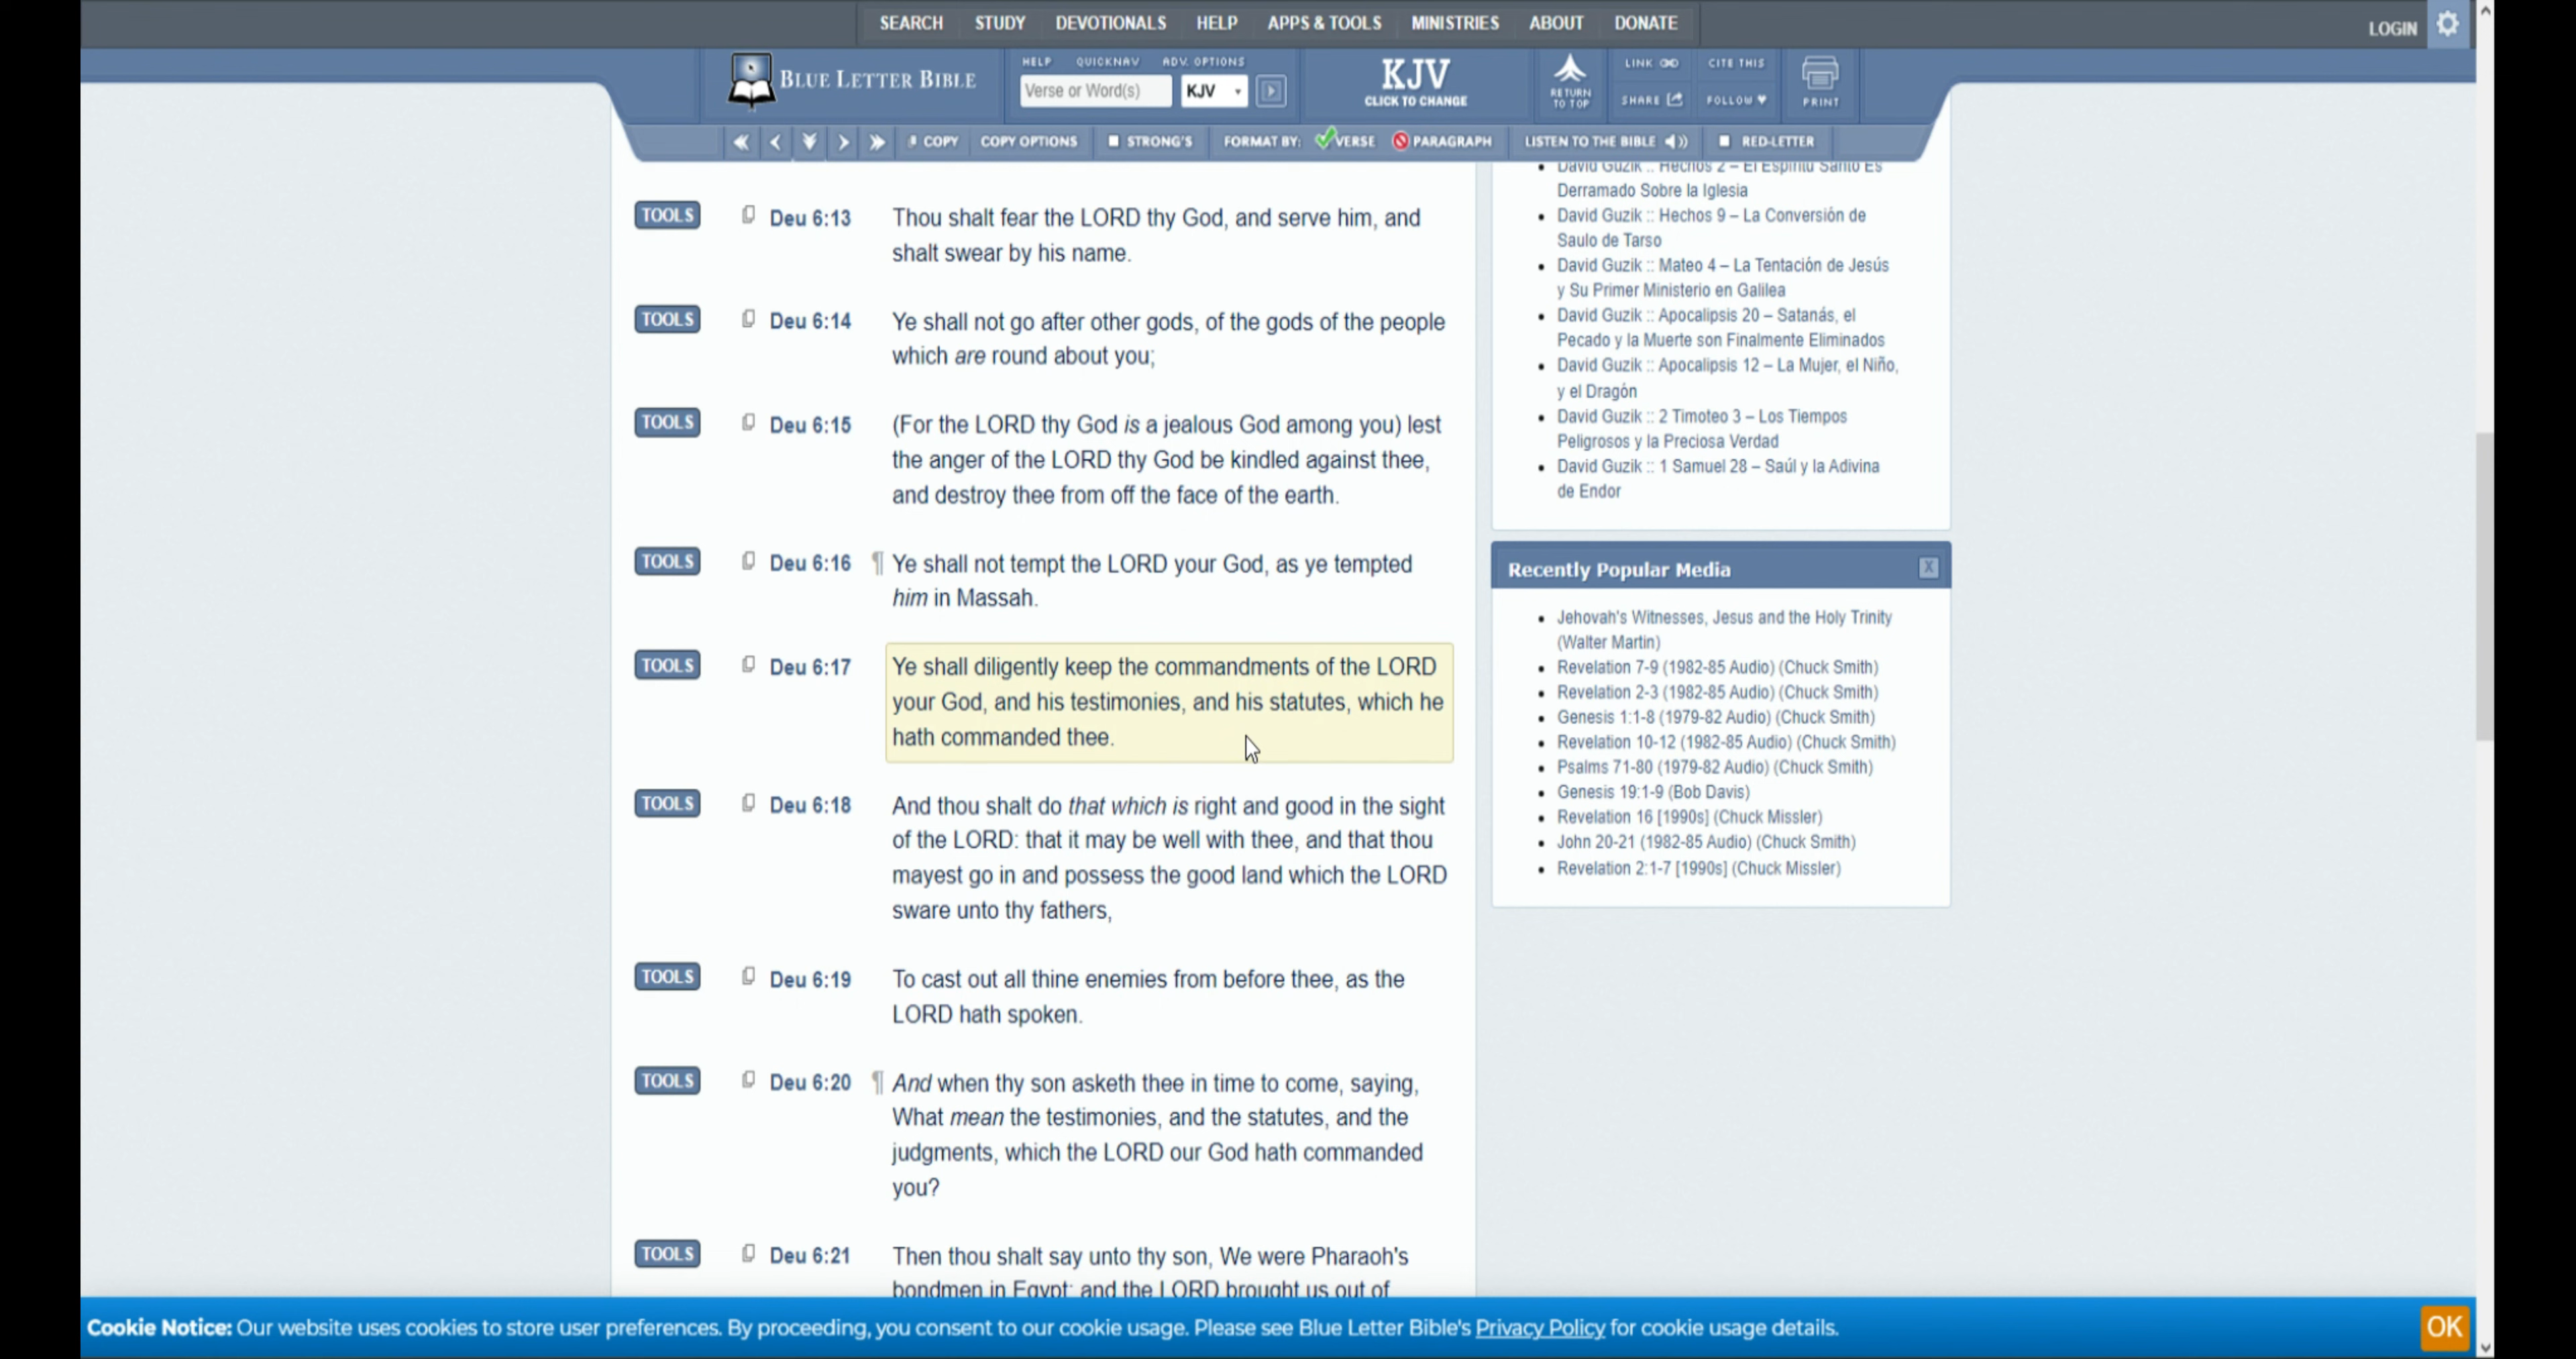 SEARCH STUDY DEVOTIONALS HELP APPS & TOOLS MINISTRIES ABOUT DONATE
LOGIN
BLUE LETTER BIBLE
HELP QUICKNAV ADV. OPTIONS
Verse or Word(s) KJV
KJV
CLICK TO CHANGE
RETURN
TO TOP
LINK CITE THIS
SHARE FOLLOW
PRINT
COPY COPY OPTIONS STRONG'S FORMAT BY: VERSE PARAGRAPH LISTEN TO THE BIBLE RED-LETTER
TOOLS Deu 6:13 Thou shalt fear the LORD thy God, and serve him, and
shalt swear by his name.
TOOLS Deu 6:14 Ye shall not go after other gods, of the gods of the people
which are round about you;
TOOLS Deu 6:15 (For the LORD thy God is a jealous God among you) lest
the anger of the LORD thy God be kindled against thee,
and destroy thee from off the face of the earth.
TOOLS Deu 6:16 ¶ Ye shall not tempt the LORD your God, as ye tempted
him in Massah.
TOOLS Deu 6:17 Ye shall diligently keep the commandments of the LORD
your God, and his testimonies, and his statutes, which he
hath commanded thee.
TOOLS Deu 6:18 And thou shalt do that which is right and good in the sight
of the LORD: that it may be well with thee, and that thou
mayest go in and possess the good land which the LORD
sware unto thy fathers,
TOOLS Deu 6:19 To cast out all thine enemies from before thee, as the
LORD hath spoken.
TOOLS Deu 6:20 ¶ And when thy son asketh thee in time to come, saying,
What mean the testimonies, and the statutes, and the
judgments, which the LORD our God hath commanded
you?
TOOLS Deu 6:21 Then thou shalt say unto thy son, We were Pharaoh's
bondmen in Egypt; and the LORD brought us out of
David Guzik :: Hechos 2 – El Espíritu Santo Es
Derramado Sobre la Iglesia
David Guzik :: Hechos 9 – La Conversión de
Saulo de Tarso
David Guzik :: Mateo 4 – La Tentación de Jesús
y Su Primer Ministerio en Galilea
David Guzik :: Apocalipsis 20 – Satanás, el
Pecado y la Muerte son Finalmente Eliminados
David Guzik :: Apocalipsis 12 – La Mujer, el Niño,
y el Dragón
David Guzik :: 2 Timoteo 3 – Los Tiempos
Peligrosos y la Preciosa Verdad
David Guzik :: 1 Samuel 28 – Saúl y la Adivina
de Endor
Recently Popular Media X
Jehovah's Witnesses, Jesus and the Holy Trinity
(Walter Martin)
Revelation 7-9 (1982-85 Audio) (Chuck Smith)
Revelation 2-3 (1982-85 Audio) (Chuck Smith)
Genesis 1:1-8 (1979-82 Audio) (Chuck Smith)
Revelation 10-12 (1982-85 Audio) (Chuck Smith)
Psalms 71-80 (1979-82 Audio) (Chuck Smith)
Genesis 19:1-9 (Bob Davis)
Revelation 16 [1990s] (Chuck Missler)
John 20-21 (1982-85 Audio) (Chuck Smith)
Revelation 2:1-7 [1990s] (Chuck Missler)
Cookie Notice: Our website uses cookies to store user preferences. By proceeding, you consent to our cookie usage. Please see Blue Letter Bible's Privacy Policy for cookie usage details.
OK